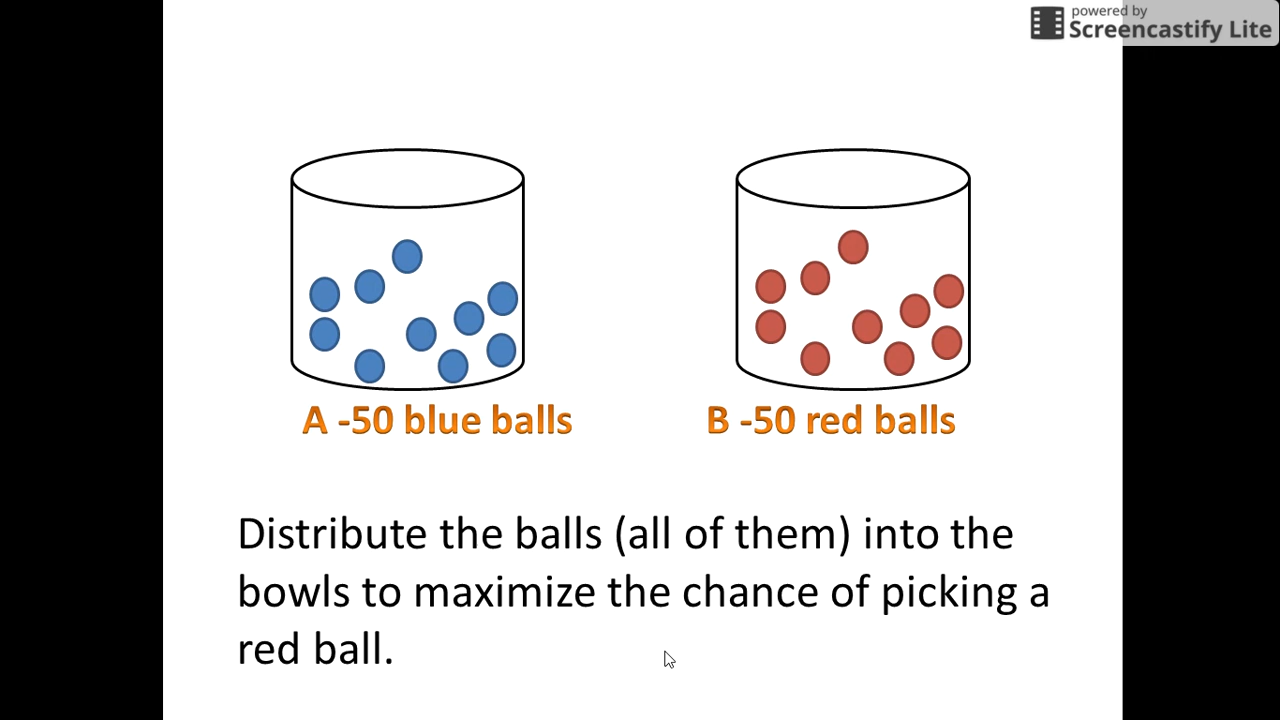 powered by
Screencastify Lite
A -50 blue balls
B -50 red balls
Distribute the balls (all of them) into the
bowls to maximize the chance of picking a
red ball.